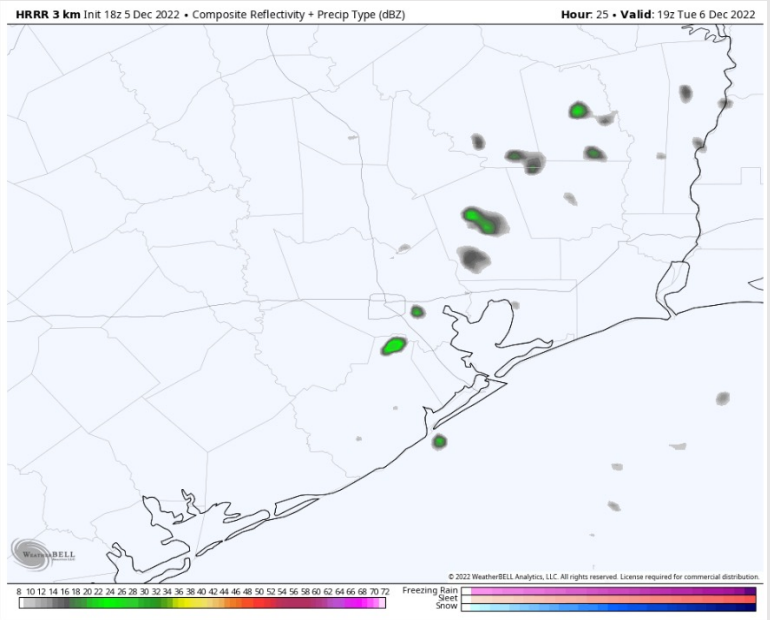 HRRR 3 km Init 18z 5 Dec 2022 • Composite Reflectivity + Precip Type (dBZ) Hour: 25 • Valid: 19z Tue 6 Dec 2022
WeatherBELL
© 2022 WeatherBELL Analytics, LLC. All rights reserved. License required for commercial distribution.
8 10 12 14 16 18 20 22 24 26 28 30 32 34 36 38 40 42 44 46 48 50 52 54 56 58 60 62 64 66 68 70 72
Freezing Rain
Sleet
Snow